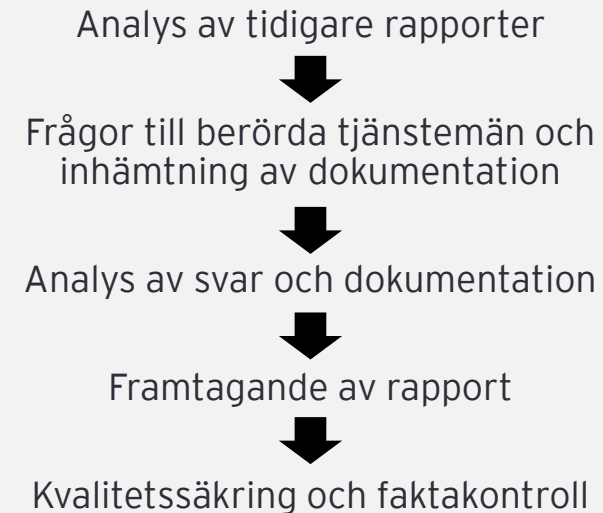 Analys av tidigare rapporter
Frågor till berörda tjänstemän och
inhämtning av dokumentation
Analys av svar och dokumentation
Framtagande av rapport
Kvalitetssäkring och faktakontroll